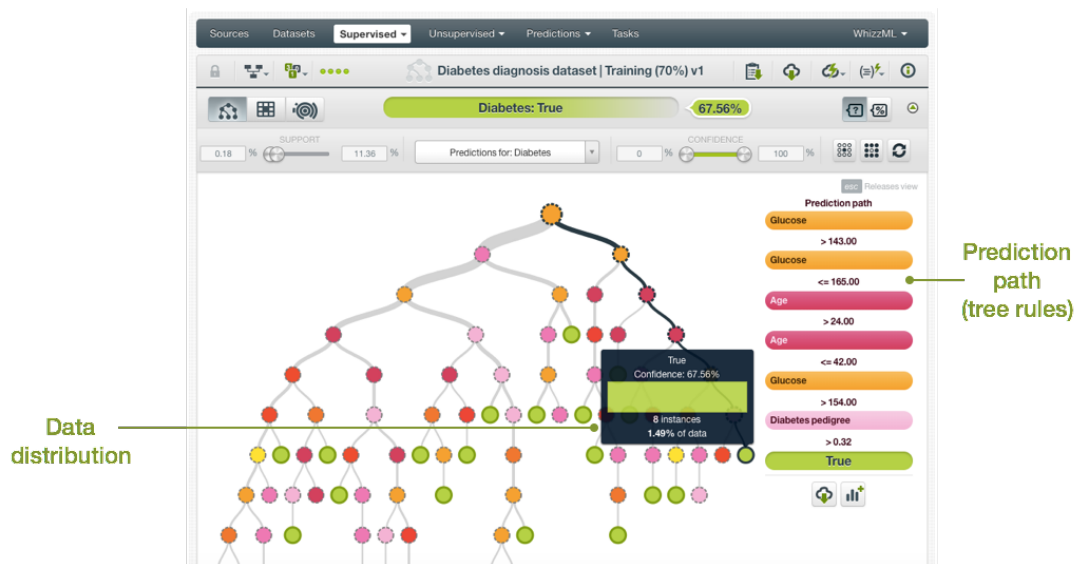 Sources Datasets Supervised Unsupervised Predictions Tasks WhizzML
Diabetes diagnosis dataset | Training (70%) v1
Diabetes: True 67.56%
SUPPORT CONFIDENCE
0.18 % 11.36 % Predictions for: Diabetes 0 % 100 %
esc Releases view
Prediction path
Glucose
> 143.00
Glucose
<= 165.00
Age
> 24.00
Age
<= 42.00
Glucose
> 154.00
Diabetes pedigree
> 0.32
True
True
Confidence: 67.56%
8 instances
1.49% of data
Prediction
path
(tree rules)
Data
distribution